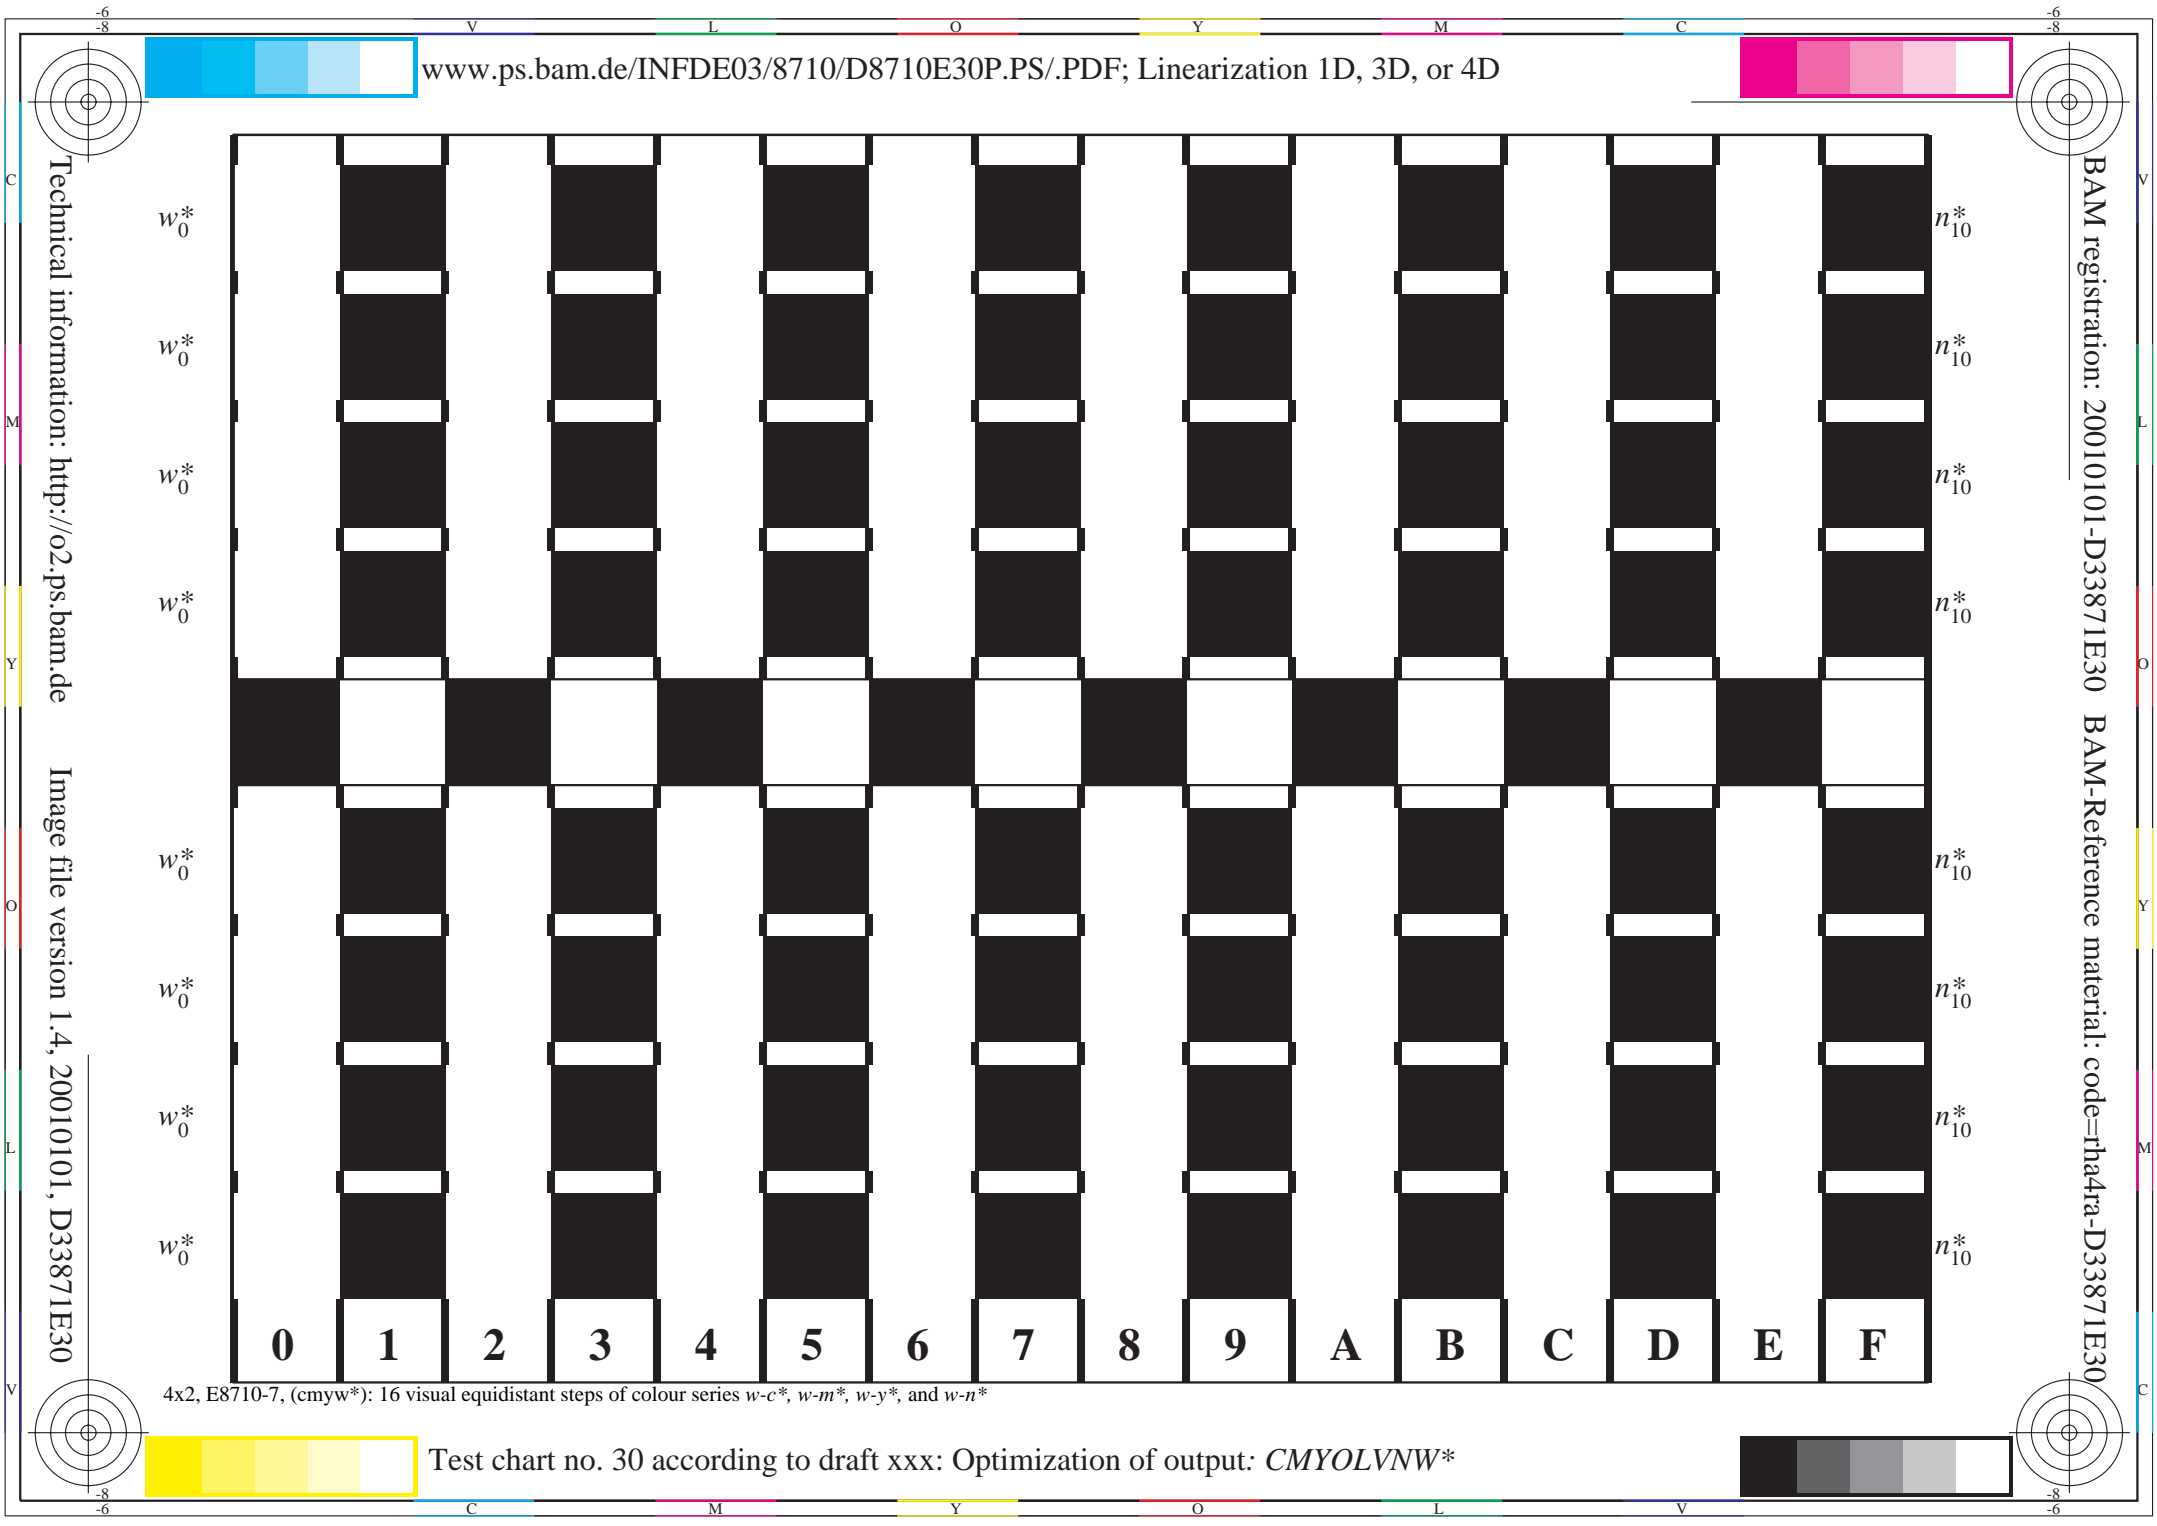 -6
-8
V L O Y M C
-6
-8
www.ps.bam.de/INFDE03/8710/D8710E30P.PS/.PDF; Linearization 1D, 3D, or 4D
C
M
Y
O
L
V
Technical information: http://o2.ps.bam.de Image file version 1.4, 20010101, D33871E30
w*0 n*10
w*0 n*10
w*0 n*10
w*0 n*10
w*0 n*10
w*0 n*10
w*0 n*10
w*0 n*10
0 1 2 3 4 5 6 7 8 9 A B C D E F
BAM registration: 20010101-D33871E30 BAM-Reference material: code=rha4ra-D33871E30
V
L
O
Y
M
C
4x2, E8710-7, (cmyw*): 16 visual equidistant steps of colour series w-c*, w-m*, w-y*, and w-n*
Test chart no. 30 according to draft xxx: Optimization of output: CMYOLVNW*
-8
-6
C M Y O L V
-8
-6